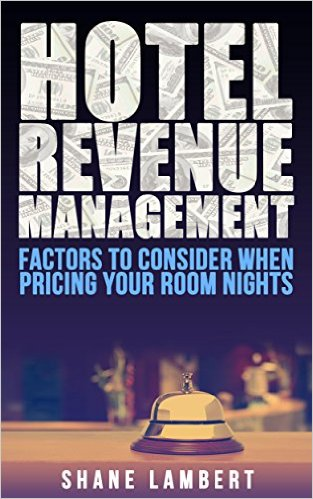 HOTEL
REVENUE
MANAGEMENT
FACTORS TO CONSIDER WHEN
PRICING YOUR ROOM NIGHTS
SHANE LAMBERT